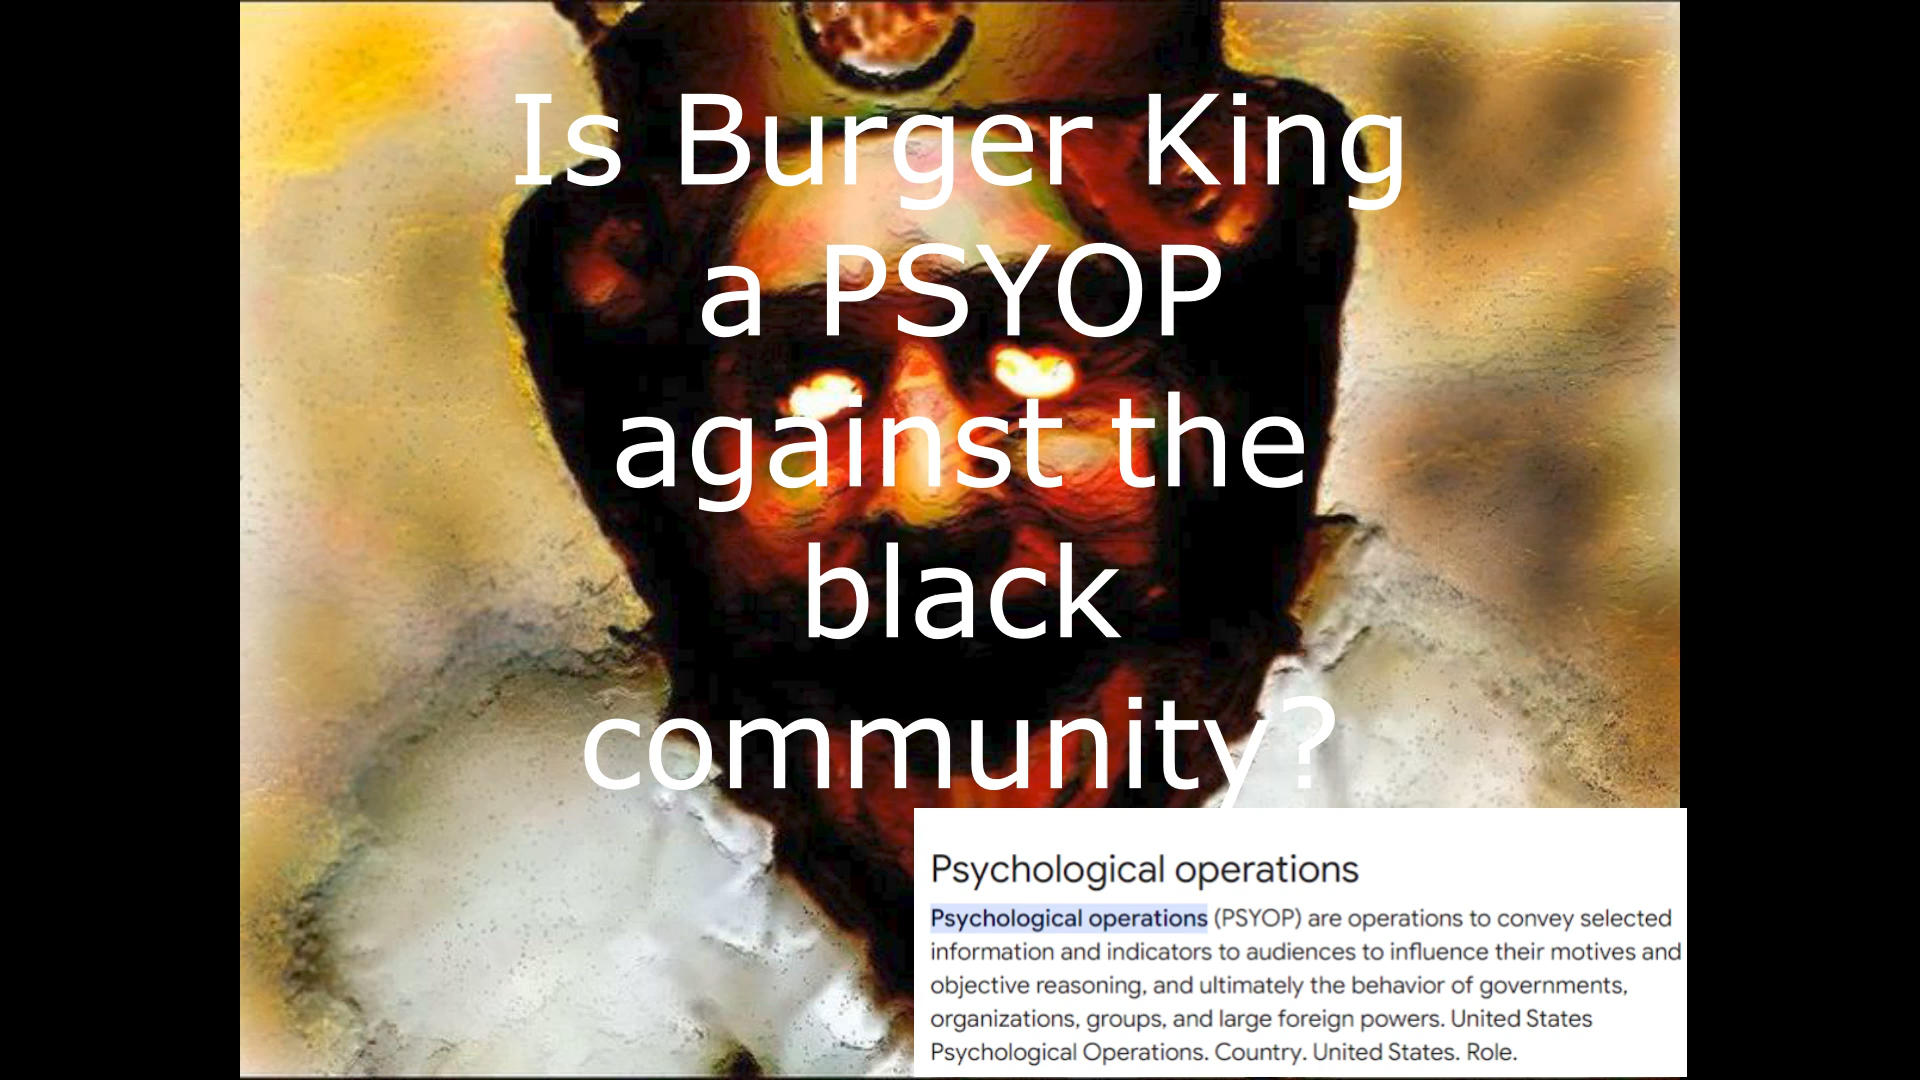 Is Burger King
a PSYOP
against the
black
community?
Psychological operations
Psychological operations (PSYOP) are operations to convey selected
information and indicators to audiences to influence their motives and
objective reasoning, and ultimately the behavior of governments,
organizations, groups, and large foreign powers. United States
Psychological Operations. Country. United States. Role.